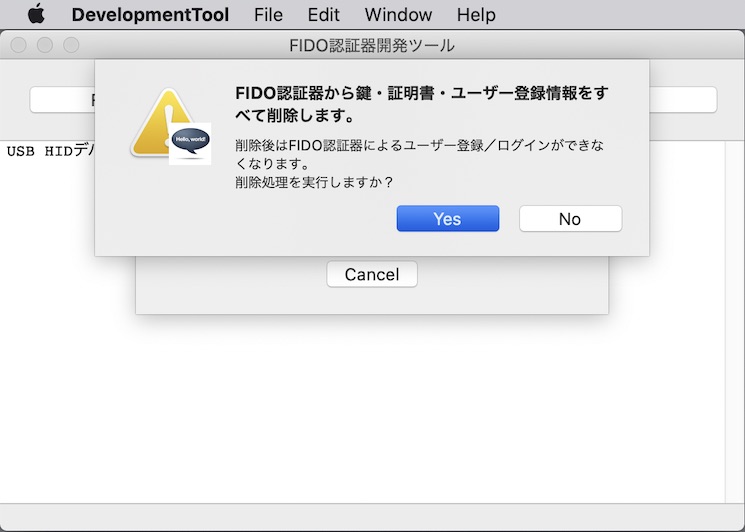 DevelopmentTool File Edit Window Help
FIDO認証器開発ツール
FIDO認証器から鍵・証明書・ユーザー登録情報をす
べて削除します。
Hello, world!
削除後はFIDO認証器によるユーザー登録／ログインができな
くなります。
削除処理を実行しますか？
USB HIDデバ
Yes No
Cancel